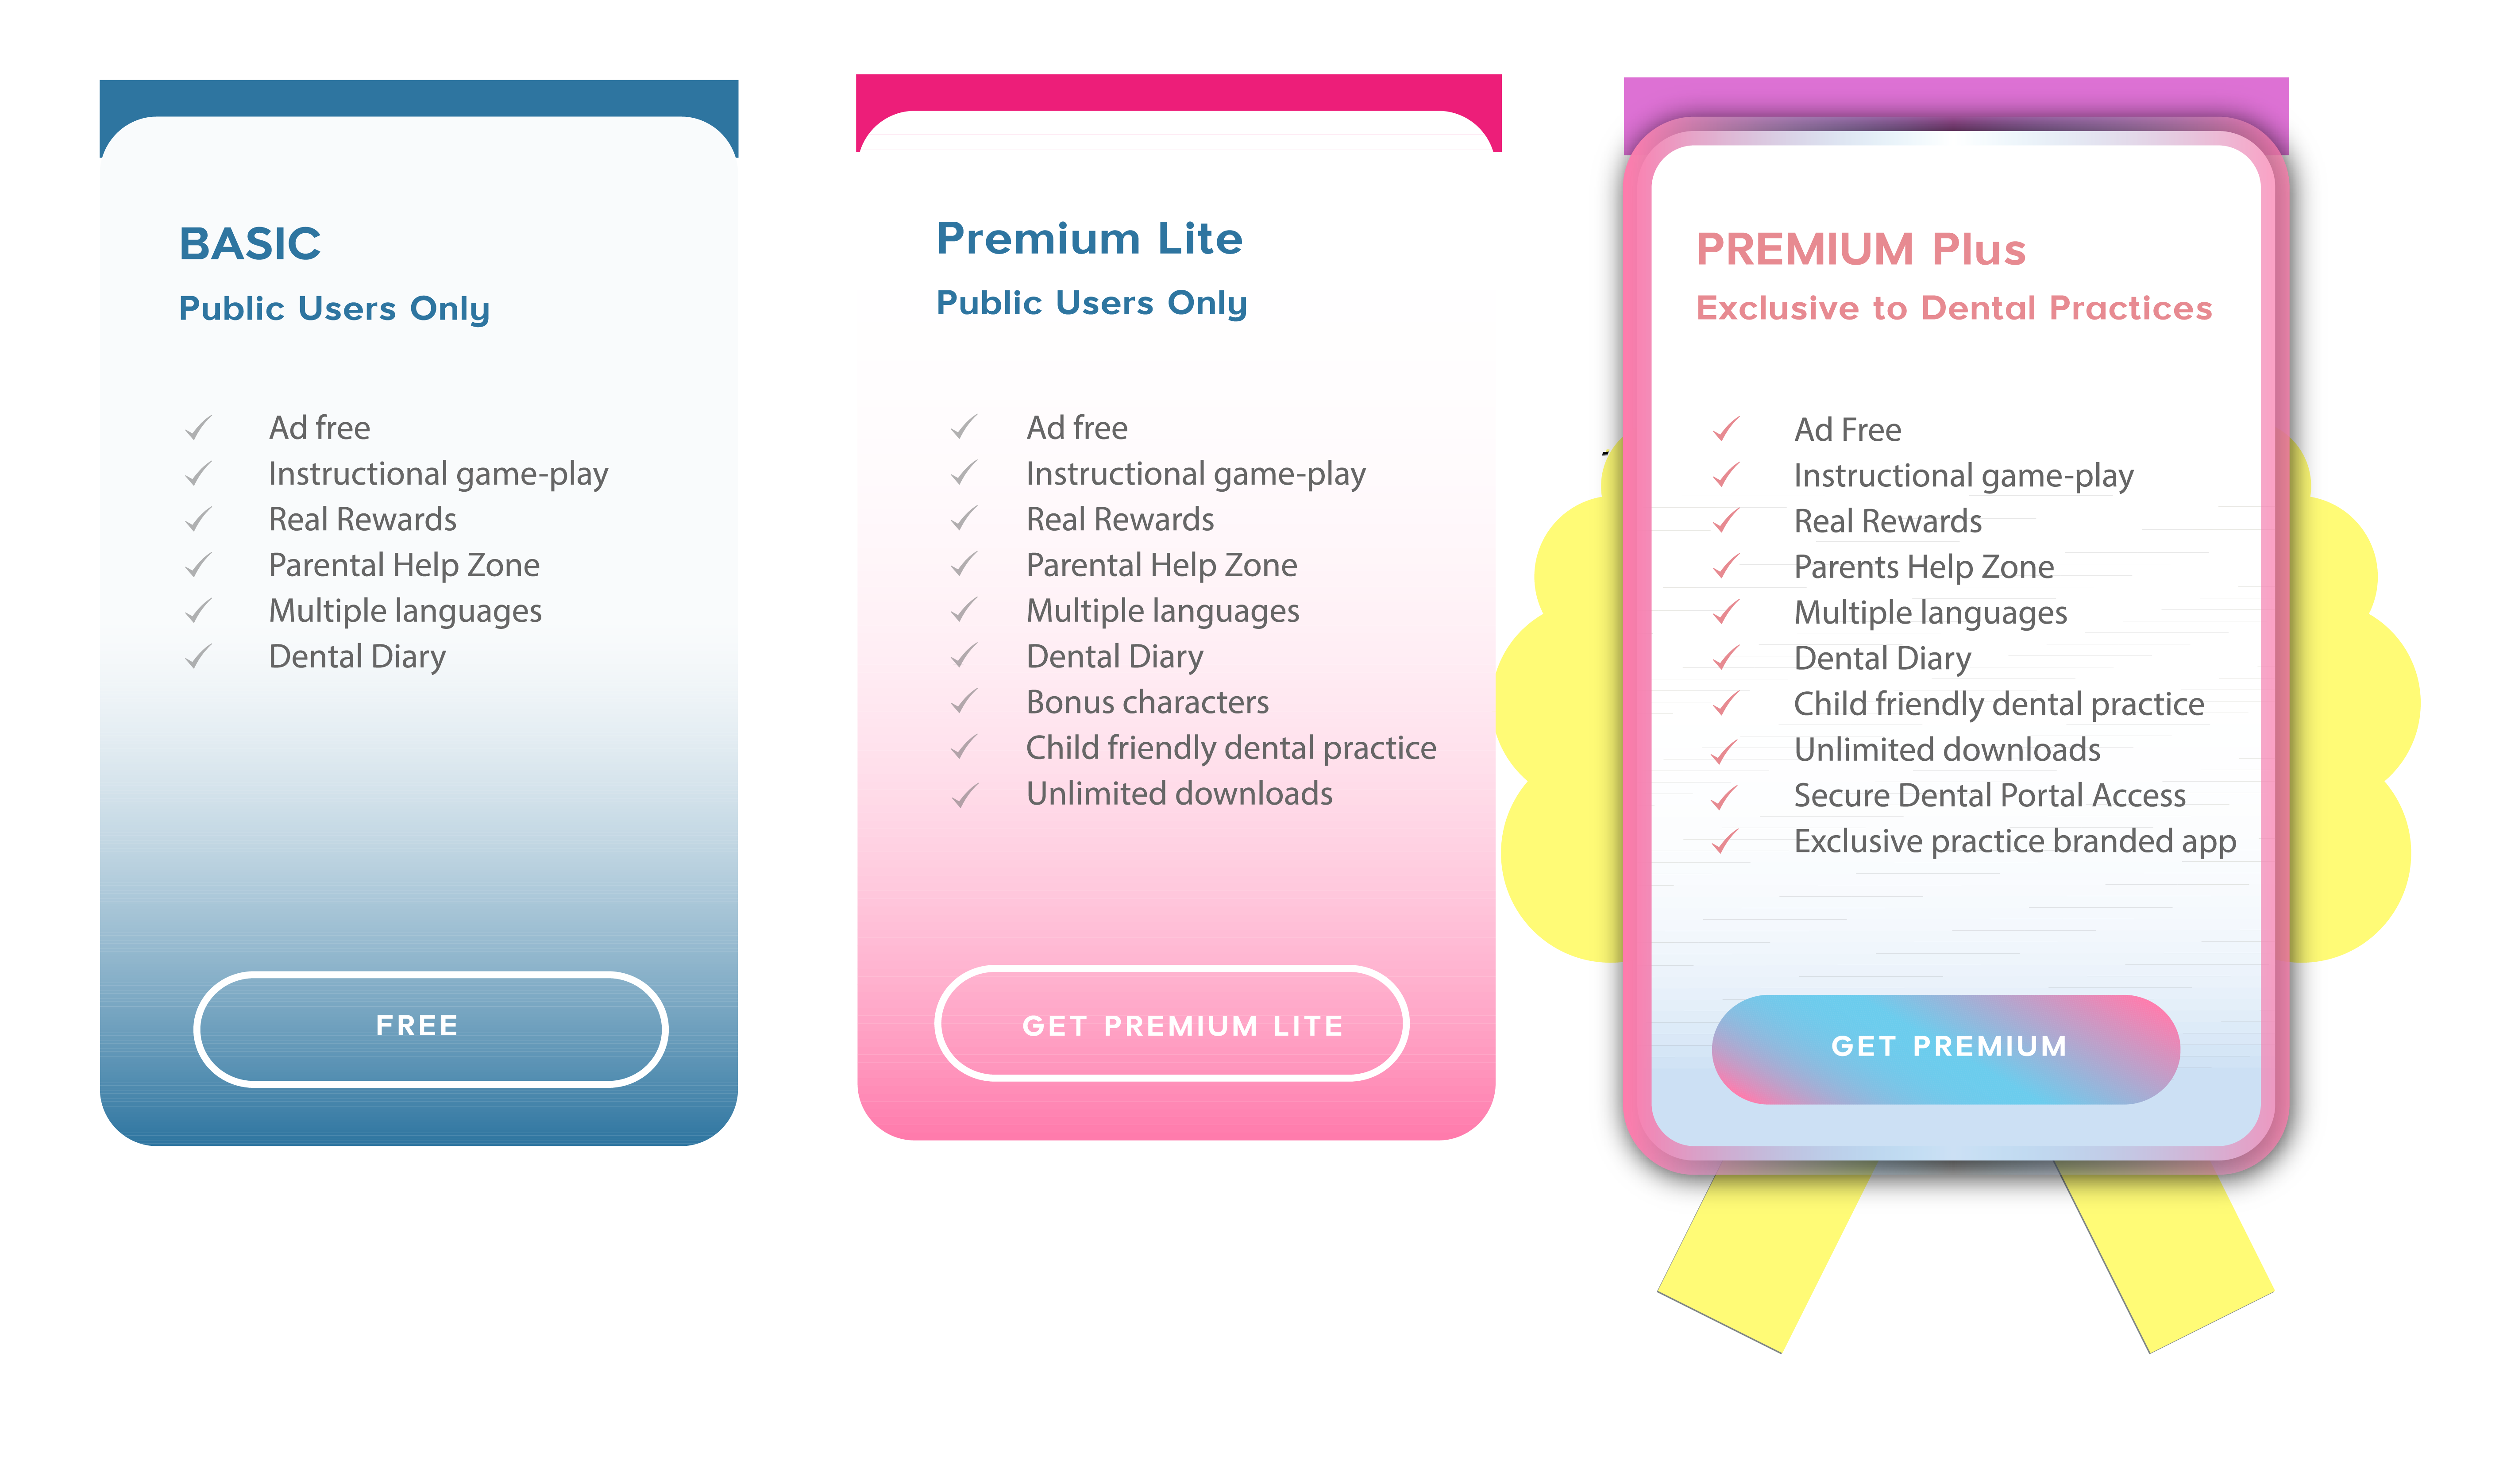 BASIC
Public Users Only
Ad free
Instructional game-play
Real Rewards
Parental Help Zone
Multiple languages
Dental Diary
FREE
Premium Lite
Public Users Only
Ad free
Instructional game-play
Real Rewards
Parental Help Zone
Multiple languages
Dental Diary
Bonus characters
Child friendly dental practice
Unlimited downloads
GET PREMIUM LITE
PREMIUM Plus
Exclusive to Dental Practices
Ad Free
Instructional game-play
Real Rewards
Parents Help Zone
Multiple languages
Dental Diary
Child friendly dental practice
Unlimited downloads
Secure Dental Portal Access
Exclusive practice branded app
GET PREMIUM